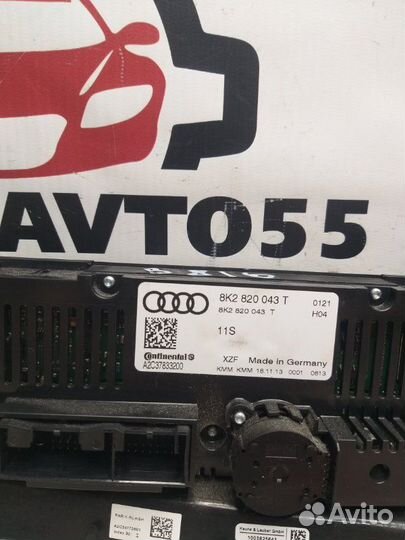 AVTO55
8K2 820 043 T 0121
8K2 820 043 T H04
11S
Continental
A2C37833200
XZF Made in Germany
KMM KMM 18.11.13 0001 0613
Avito